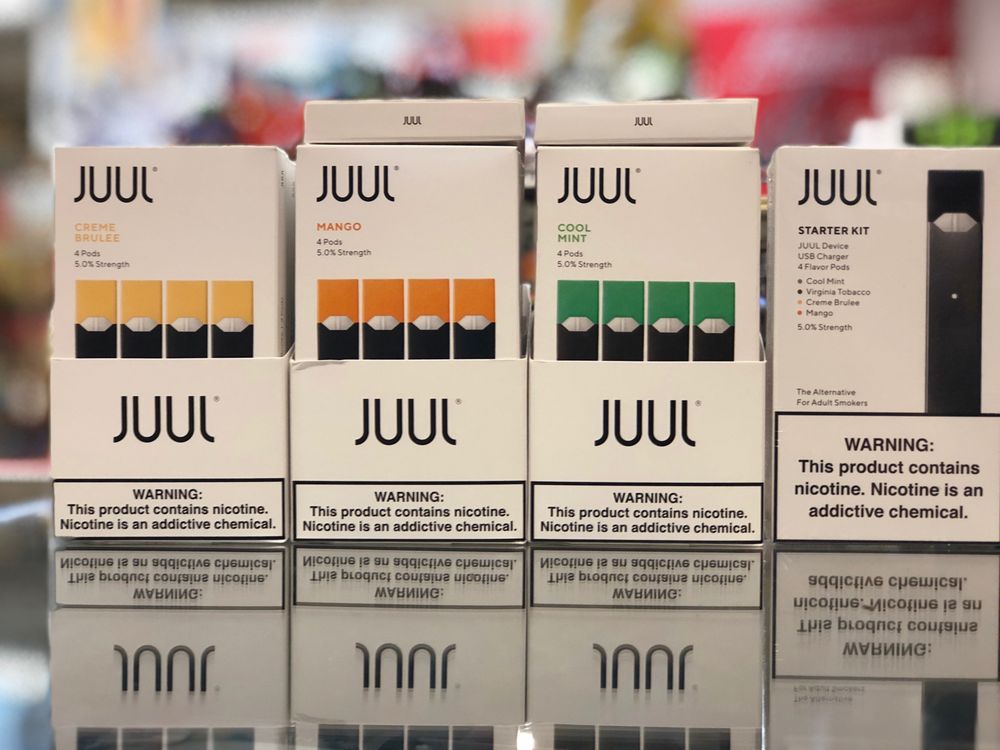 JUUL®
CREME
BRULEE
4 Pods
5.0% Strength
JUUL®
WARNING:
This product contains nicotine.
Nicotine is an addictive chemical.
JUUL
JUUL®
MANGO
4 Pods
5.0% Strength
JUUL®
WARNING:
This product contains nicotine.
Nicotine is an addictive chemical.
JUUL
JUUL®
COOL
MINT
4 Pods
5.0% Strength
JUUL®
WARNING:
This product contains nicotine.
Nicotine is an addictive chemical.
JUUL®
STARTER KIT
JUUL Device
USB Charger
4 Flavor Pods
Cool Mint
Virginia Tobacco
Creme Brulee
Mango
5.0% Strength
The Alternative
For Adult Smokers
WARNING:
This product contains
nicotine. Nicotine is an
addictive chemical.